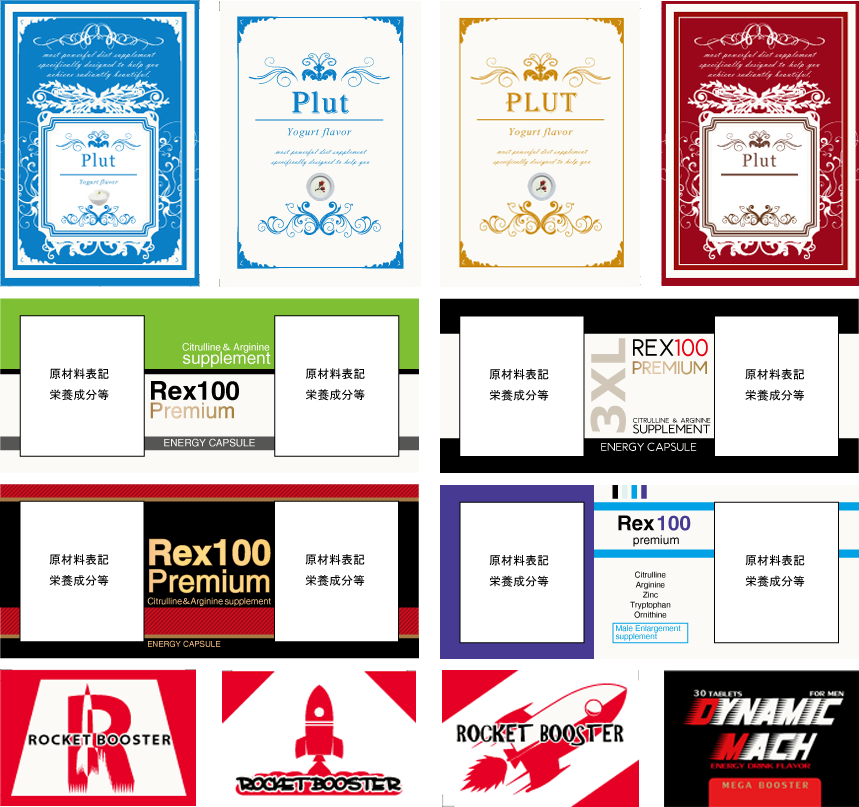 most powerful diet supplement
specifically designed to help you
achieve radiantly beautiful.
Plut
Yogurt flavor
Plut
Yogurt flavor
most powerful diet supplement
specifically designed to help you
PLUT
Yogurt flavor
most powerful diet supplement
specifically designed to help you
most powerful diet supplement
specifically designed to help you
achieve radiantly beautiful.
Plut
原材料表記
栄養成分等
Citrulline & Arginine
supplement
Rex100
Premium
ENERGY CAPSULE
原材料表記
栄養成分等
原材料表記
栄養成分等
3XL
REX100
PREMIUM
CITRULLINE & ARGININE
SUPPLEMENT
ENERGY CAPSULE
原材料表記
栄養成分等
原材料表記
栄養成分等
Rex100
Premium
Citrulline & Arginine supplement
ENERGY CAPSULE
原材料表記
栄養成分等
原材料表記
栄養成分等
Rex 100
premium
Citrulline
Arginine
Zinc
Tryptophan
Ornithine
Male Enlargement
supplement
原材料表記
栄養成分等
R
ROCKET BOOSTER
ROCKET BOOSTER
ROCKET BOOSTER
30 TABLETS
FOR MEN
DYNAMIC
MACH
ENERGY DRINK FLAVOR
MEGA BOOSTER